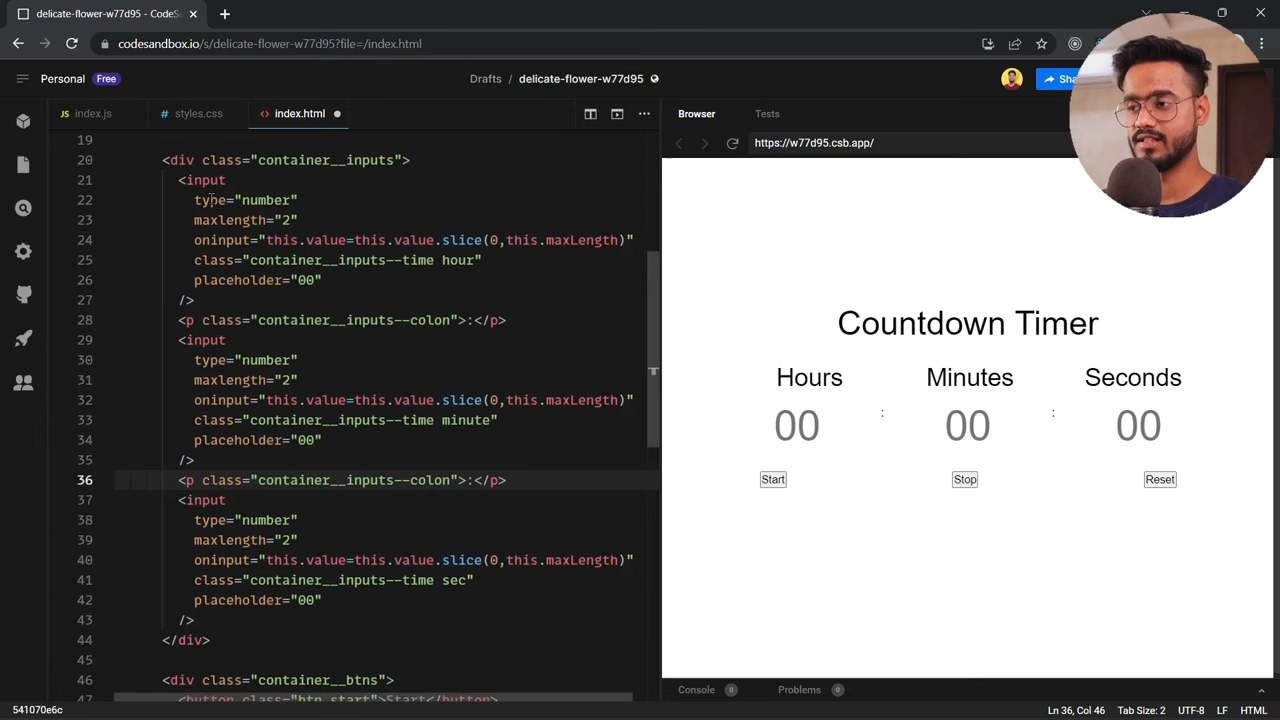 delicate-flower-w77d95 - CodeS
codesandbox.io/s/delicate-flower-w77d95?file=/index.html
Personal Free
Drafts / delicate-flower-w77d95
Sha
index.js styles.css index.html
Browser Tests
https://w77d95.csb.app/
19
20 <div class="container__inputs">
21 <input
22 type="number"
23 maxlength="2"
24 oninput="this.value=this.value.slice(0,this.maxLength)"
25 class="container__inputs--time hour"
26 placeholder="00"
27 />
28 <p class="container__inputs--colon">:</p>
29 <input
30 type="number"
31 maxlength="2"
32 oninput="this.value=this.value.slice(0,this.maxLength)"
33 class="container__inputs--time minute"
34 placeholder="00"
35 />
36 <p class="container__inputs--colon">:</p>
37 <input
38 type="number"
39 maxlength="2"
40 oninput="this.value=this.value.slice(0,this.maxLength)"
41 class="container__inputs--time sec"
42 placeholder="00"
43 />
44 </div>
45
46 <div class="container__btns">
47 <button class="btn start">Start</button>
Countdown Timer
Hours Minutes Seconds
00 : 00 : 00
Start Stop Reset
Console 0 Problems 0
541070e6c
Ln 36, Col 46 Tab Size: 2 UTF-8 LF HTML